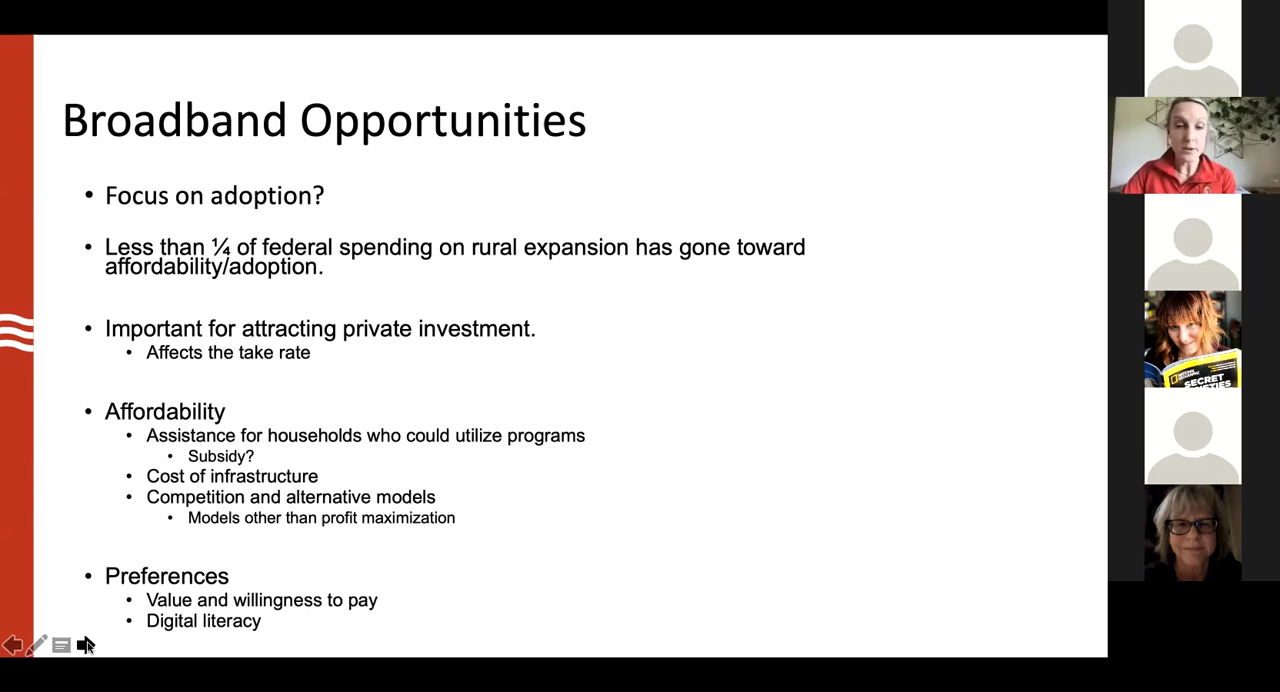 Broadband Opportunities
• Focus on adoption?
• Less than ¼ of federal spending on rural expansion has gone toward
affordability/adoption.
• Important for attracting private investment.
• Affects the take rate
• Affordability
• Assistance for households who could utilize programs
• Subsidy?
• Cost of infrastructure
• Competition and alternative models
• Models other than profit maximization
• Preferences
• Value and willingness to pay
• Digital literacy
NATIONAL
GEOGRAPHIC
SECRET